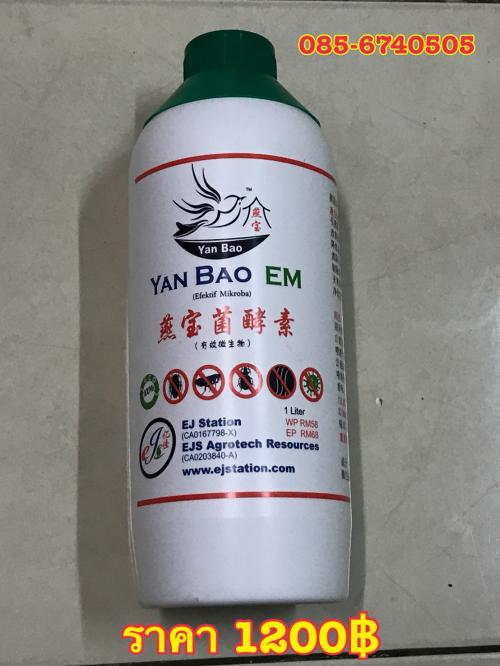 085-6740505
TM
燕
宝
Yan Bao
YAN BAO EM
(Efektif Mikroba)
燕宝菌酵素
(有效微生物)
1 Liter
WP RM58
EP RM68
EJ Station
(CA0167798-X)
EJS Agrotech Resources
(CA0203840-A)
www.ejstation.com
ราคา 1200฿